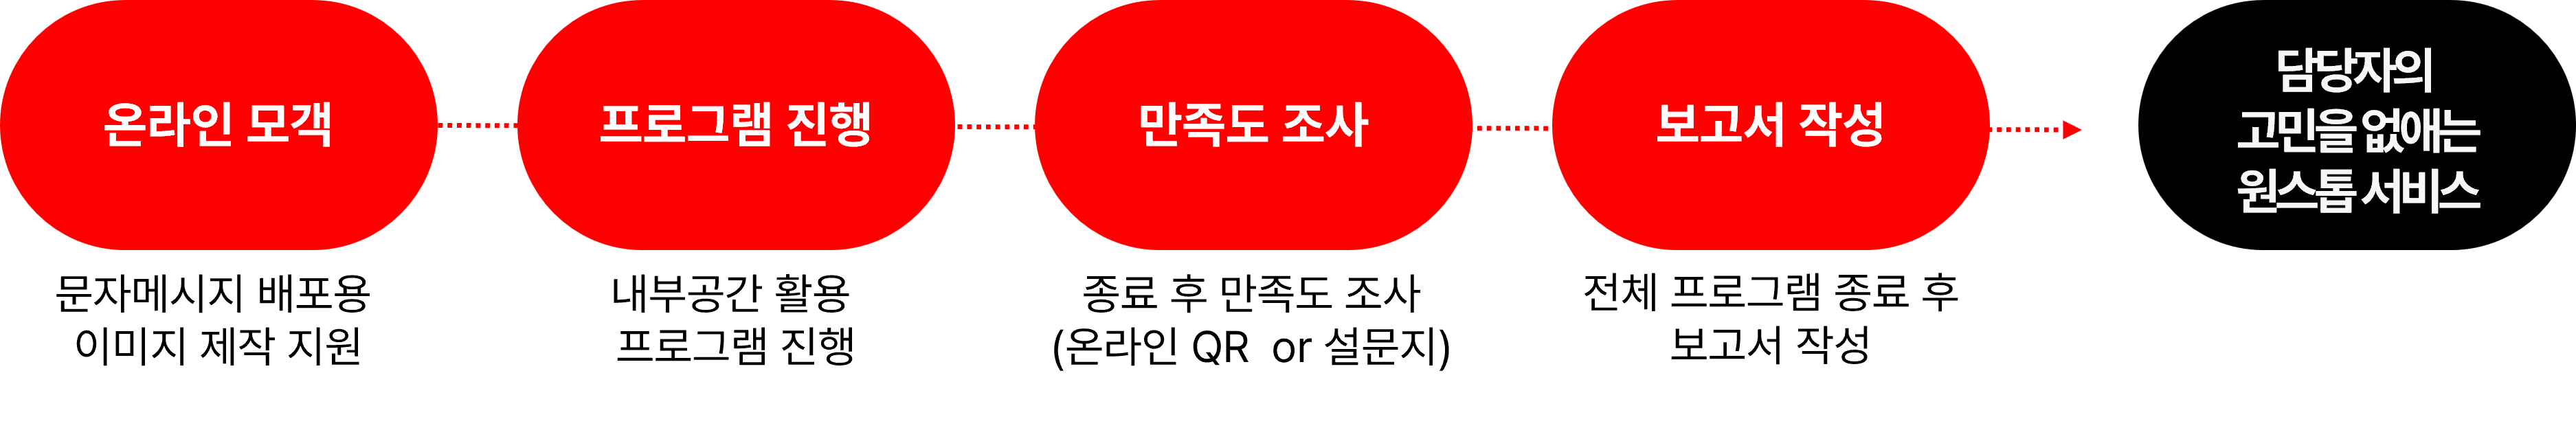 온라인 모객
문자메시지 배포용
이미지 제작 지원
프로그램 진행
내부공간 활용
프로그램 진행
만족도 조사
종료 후 만족도 조사
(온라인 QR or 설문지)
보고서 작성
전체 프로그램 종료 후
보고서 작성
담당자의
고민을 없애는
원스톱 서비스